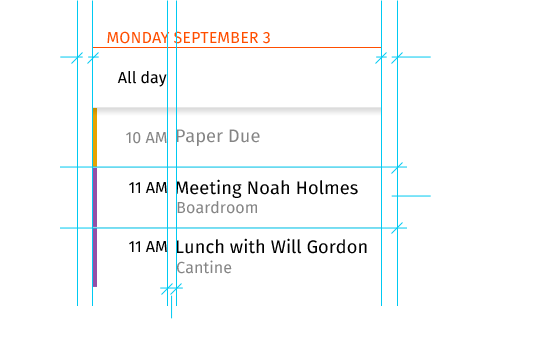 MONDAY SEPTEMBER 3
All day
10 AM Paper Due
11 AM Meeting Noah Holmes
Boardroom
11 AM Lunch with Will Gordon
Cantine